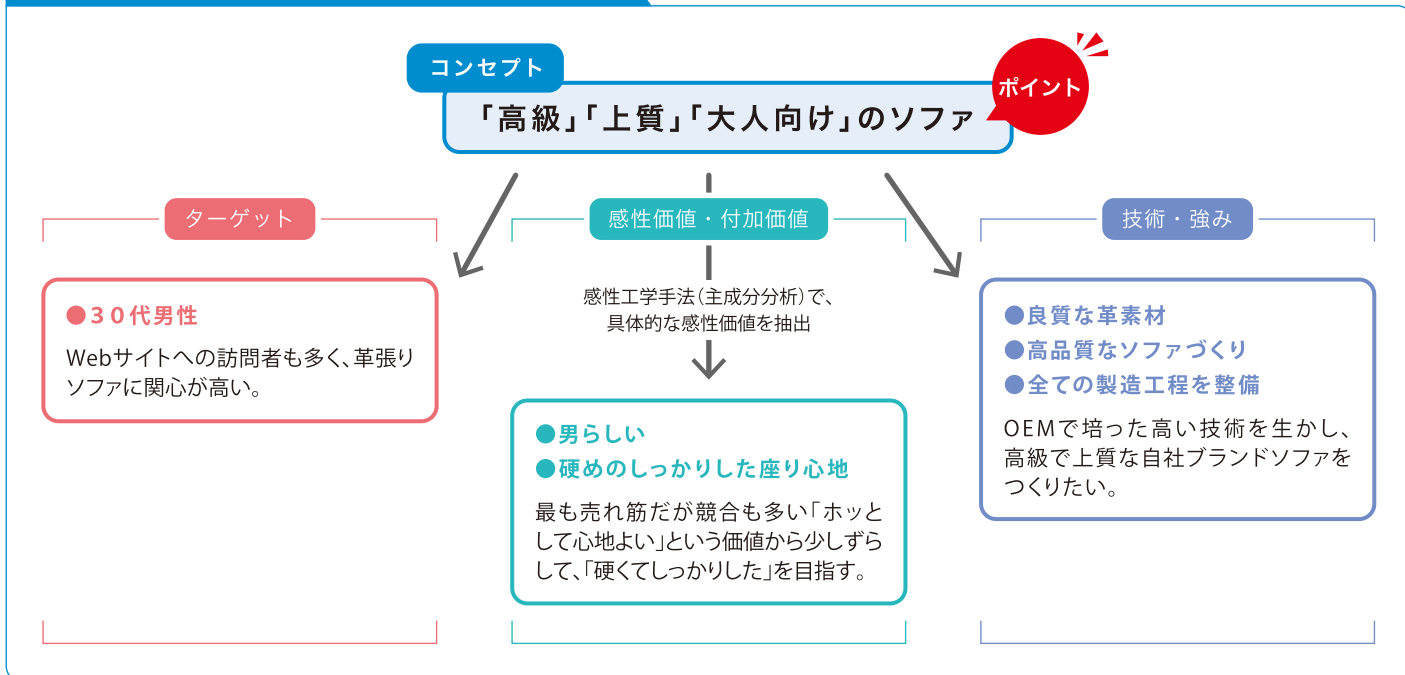 コンセプト
ポイント
「高級」「上質」「大人向け」のソファ
ターゲット
●30代男性
Webサイトへの訪問者も多く、革張り
ソファに関心が高い。
感性価値・付加価値
感性工学手法(主成分分析)で、
具体的な感性価値を抽出
●男らしい
●硬めのしっかりした座り心地
最も売れ筋だが競合も多い「ホッと
して心地よい」という価値から少しずら
して、「硬くてしっかりした」を目指す。
技術・強み
●良質な革素材
●高品質なソファづくり
●全ての製造工程を整備
OEMで培った高い技術を生かし、
高級で上質な自社ブランドソファを
つくりたい。